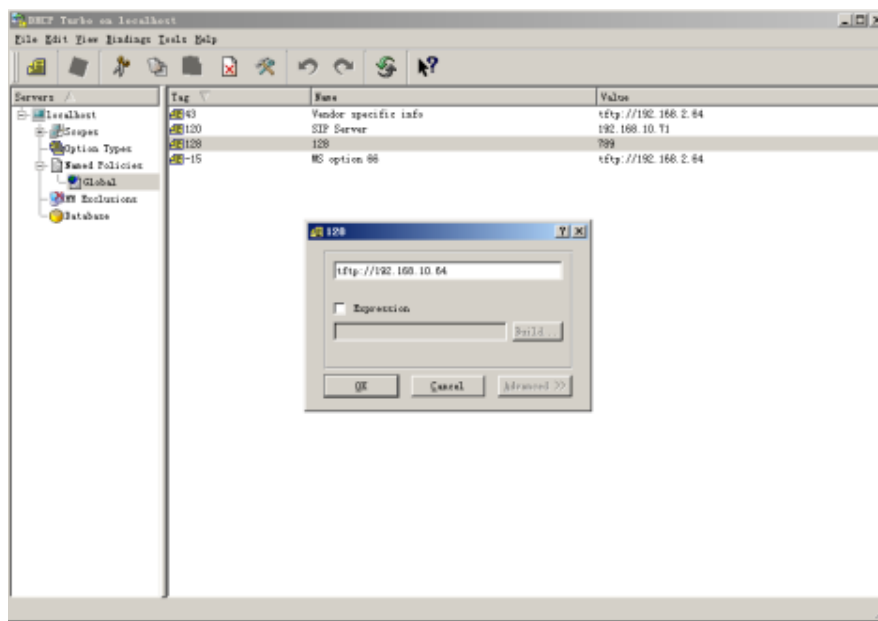 DHCP Turbo on localhost
File Edit View Bindings Tools Help
Servers
Tag Name Value
localhost
Scopes
Option Types
Named Policies
Global
HW Exclusions
Database
43 Vendor specific info tftp://192.168.2.64
120 SIP Server 192.168.10.71
128 128 789
-15 MS option 66 tftp://192.168.2.64
128
tftp://192.168.10.64
Expression
Build...
OK Cancel Advanced >>